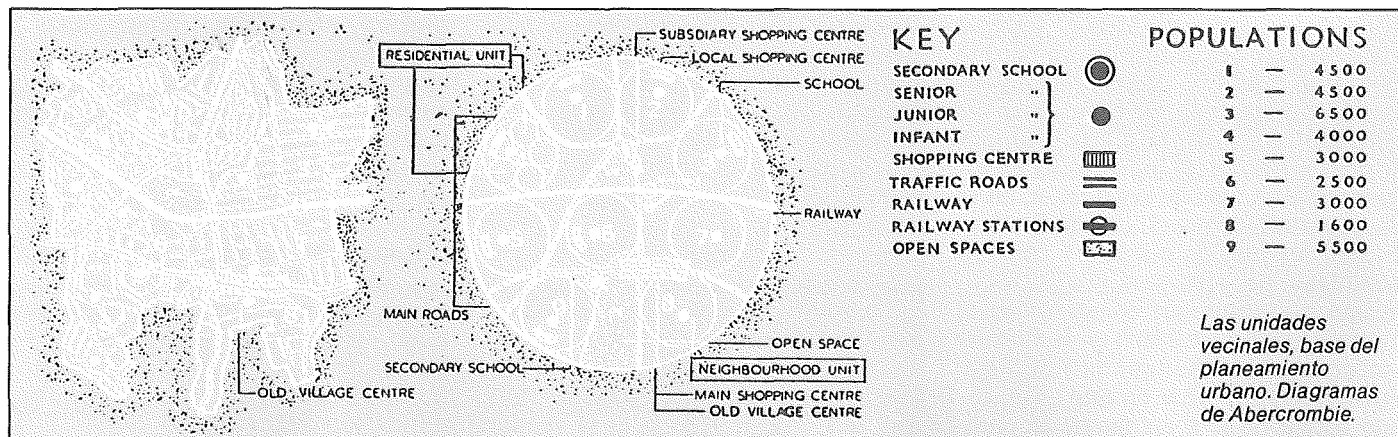 SUBSDIARY SHOPPING CENTRE
RESIDENTIAL UNIT
LOCAL SHOPPING CENTRE
SCHOOL
RAILWAY
MAIN ROADS
OPEN SPACE
SECONDARY SCHOOL
NEIGHBOURHOOD UNIT
OLD VILLAGE CENTRE
MAIN SHOPPING CENTRE
OLD VILLAGE CENTRE
KEY
SECONDARY SCHOOL
SENIOR "
JUNIOR "
INFANT "
SHOPPING CENTRE
TRAFFIC ROADS
RAILWAY
RAILWAY STATIONS
OPEN SPACES
POPULATIONS
1 — 4500
2 — 4500
3 — 6500
4 — 4000
5 — 3000
6 — 2500
7 — 3000
8 — 1600
9 — 5500
Las unidades
vecinales, base del
planeamiento
urbano. Diagramas
de Abercrombie.